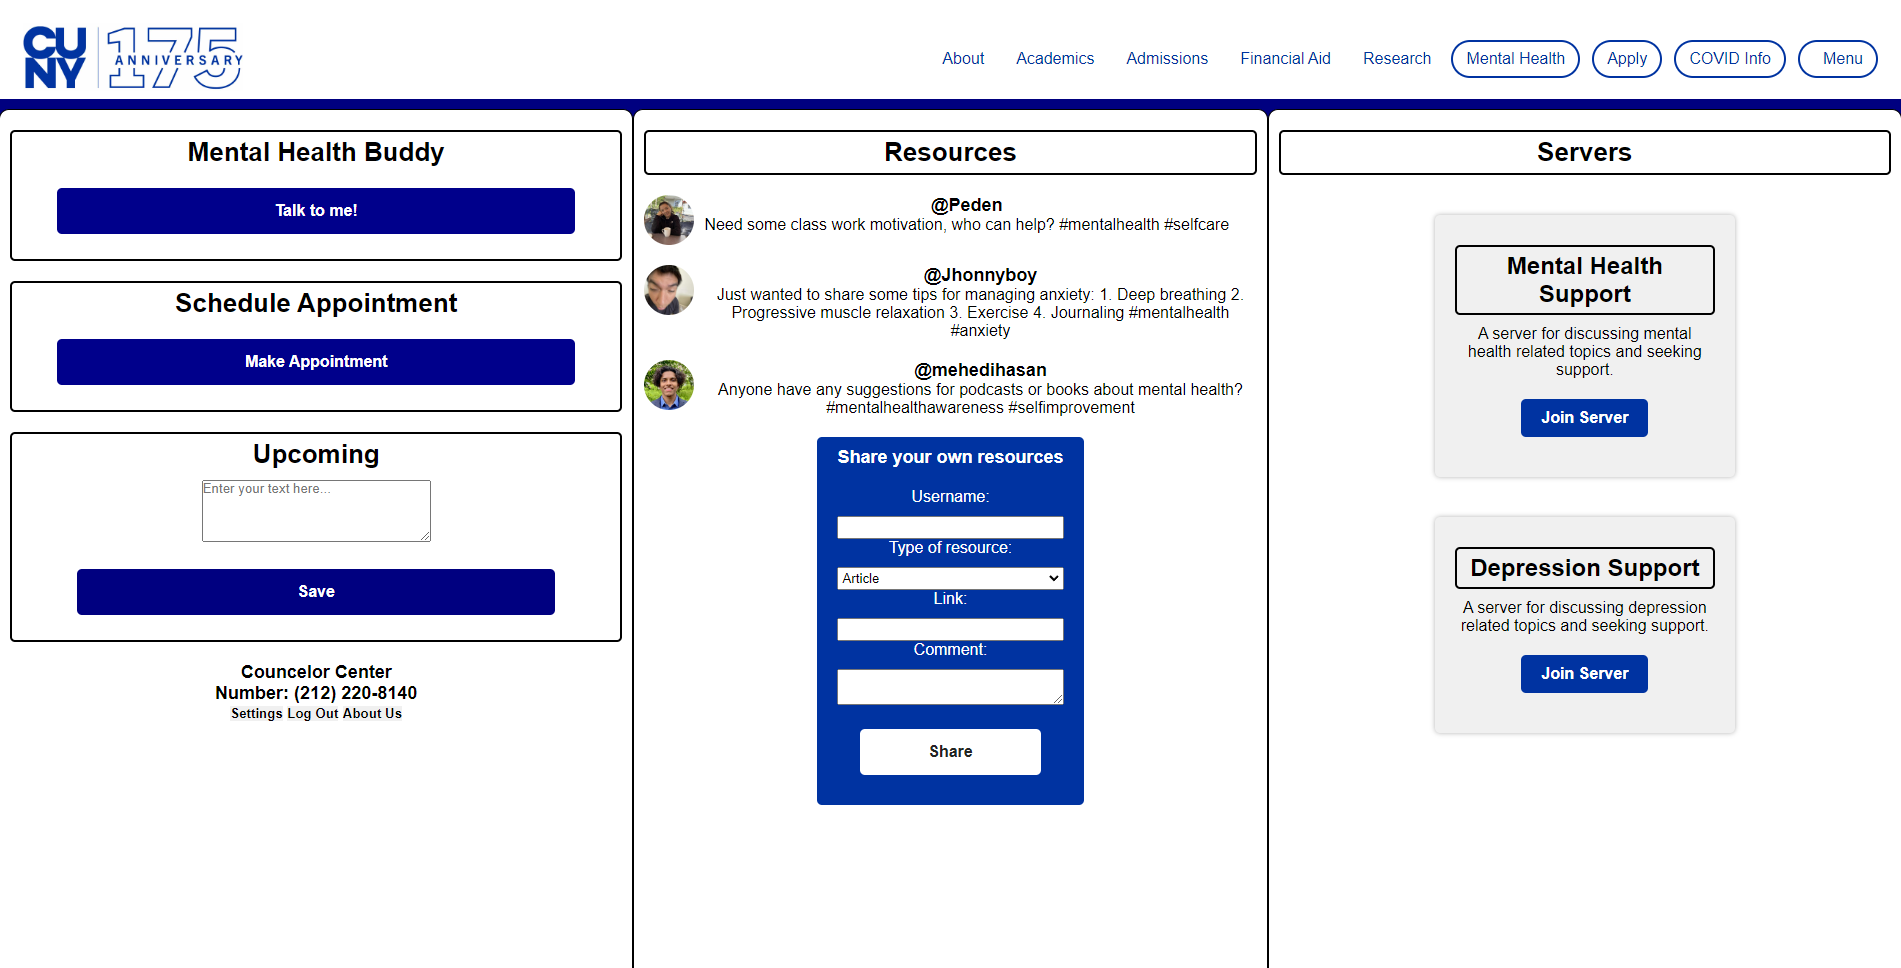 CU
NY
175
ANNIVERSARY
About Academics Admissions Financial Aid Research Mental Health Apply COVID Info Menu
Mental Health Buddy
Talk to me!
Schedule Appointment
Make Appointment
Upcoming
Enter your text here...
Save
Councelor Center
Number: (212) 220-8140
Settings Log Out About Us
Resources
@Peden
Need some class work motivation, who can help? #mentalhealth #selfcare
@Jhonnyboy
Just wanted to share some tips for managing anxiety: 1. Deep breathing 2.
Progressive muscle relaxation 3. Exercise 4. Journaling #mentalhealth
#anxiety
@mehedihasan
Anyone have any suggestions for podcasts or books about mental health?
#mentalhealthawareness #selfimprovement
Share your own resources
Username:
Type of resource:
Article
Link:
Comment:
Share
Servers
Mental Health
Support
A server for discussing mental
health related topics and seeking
support.
Join Server
Depression Support
A server for discussing depression
related topics and seeking support.
Join Server